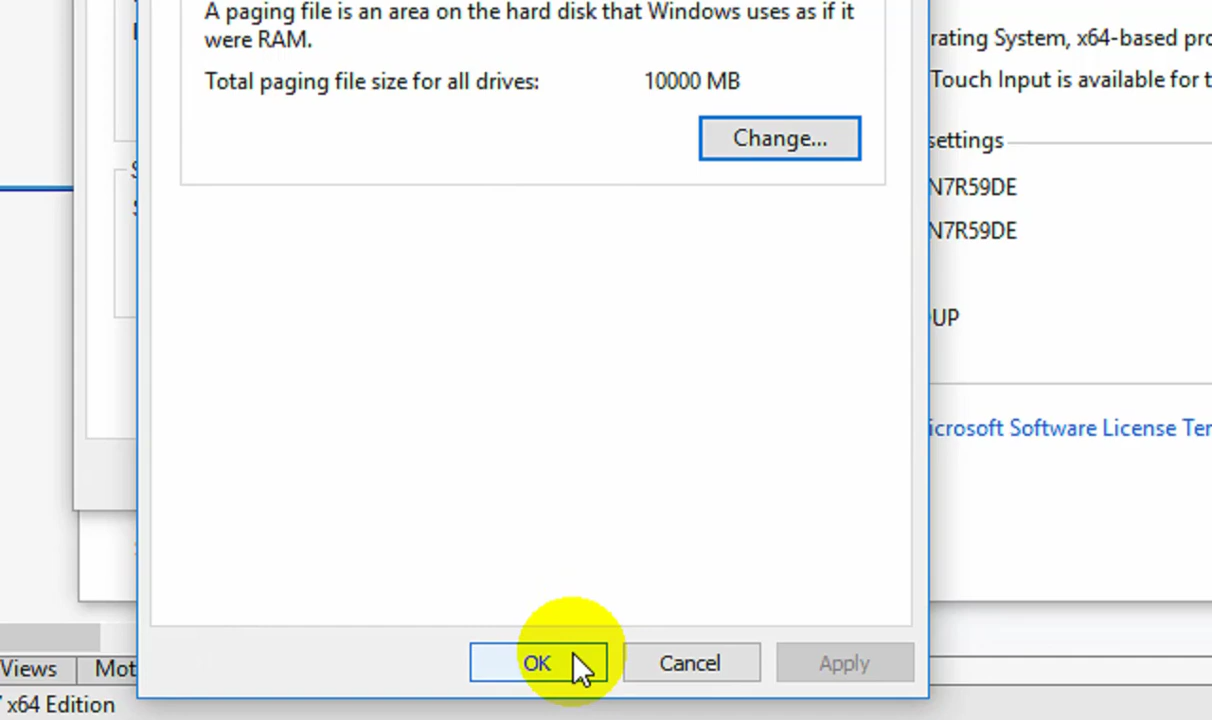 A paging file is an area on the hard disk that Windows uses as if it
were RAM.
Total paging file size for all drives: 10000 MB
Change...
rating System, x64-based pro
Touch Input is available for t
settings
N7R59DE
N7R59DE
UP
icrosoft Software License Ter
OK Cancel Apply
Views Mot
x64 Edition